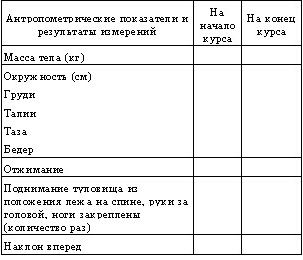 Антропометрические показатели и результаты измерений
На начало курса
На конец курса
Масса тела (кг)
Окружность (см)
Груди
Талии
Таза
Бедер
Отжимание
Поднимание туловища из
положения лежа на спине, руки за
головой, ноги закреплены
(количество раз)
Наклон вперед